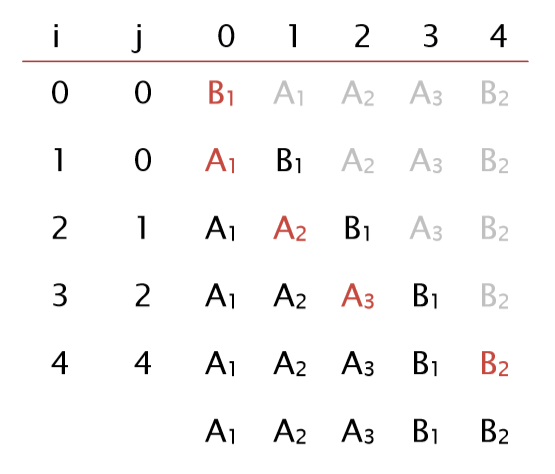 i j 0 1 2 3 4
0 0 B₁ A₁ A₂ A₃ B₂
1 0 A₁ B₁ A₂ A₃ B₂
2 1 A₁ A₂ B₁ A₃ B₂
3 2 A₁ A₂ A₃ B₁ B₂
4 4 A₁ A₂ A₃ B₁ B₂
A₁ A₂ A₃ B₁ B₂